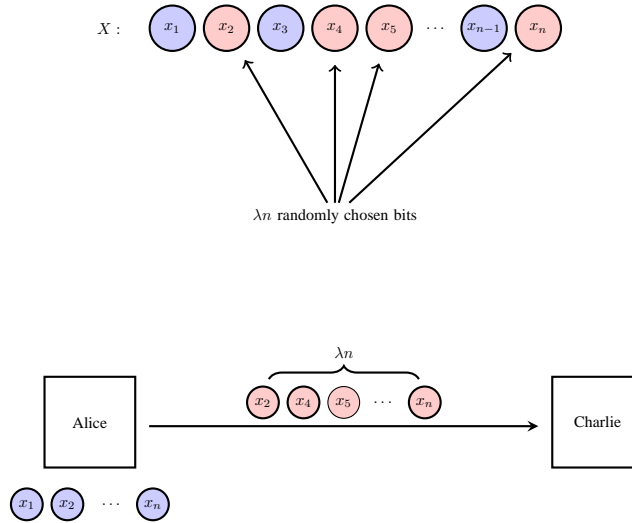 X : x₁ x₂ x₃ x₄ x₅ ⋯ xₙ₋₁ xₙ
λn randomly chosen bits
λn
x₂ x₄ x₅ ⋯ xₙ
Alice Charlie
x₁ x₂ ⋯ xₙ